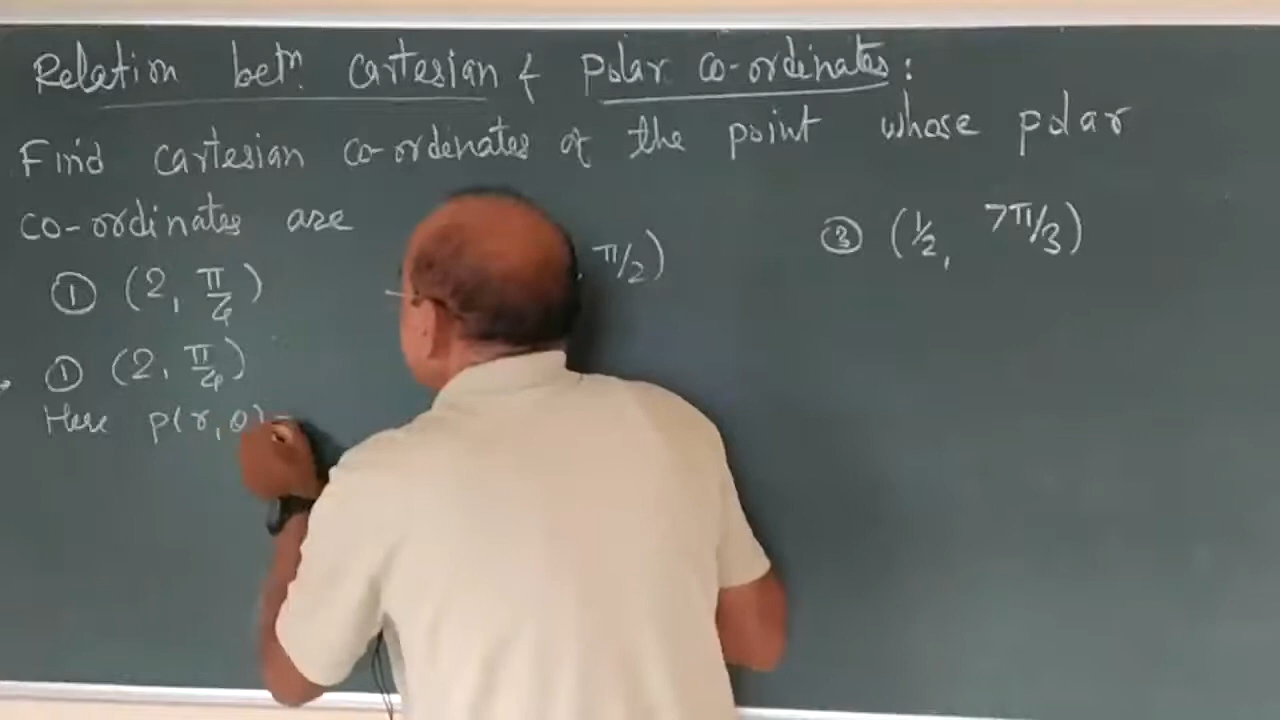 Relation betn. cartesian & Polar co-ordinates:
Find cartesian co-ordenates of the point whose polar
co-ordinates are
① (2, π/4) π/2) ③ (1/2, 7π/3)
① (2, π/4)
Here p(r, θ) =